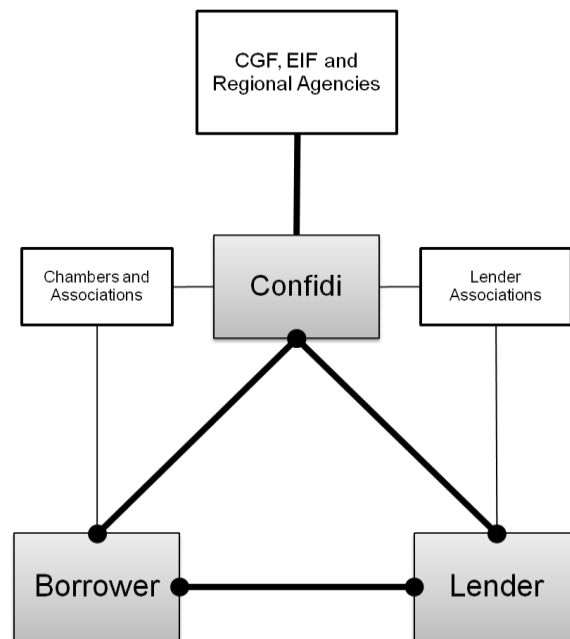 CGF, EIF and
Regional Agencies
Chambers and
Associations
Confidi
Lender
Associations
Borrower
Lender